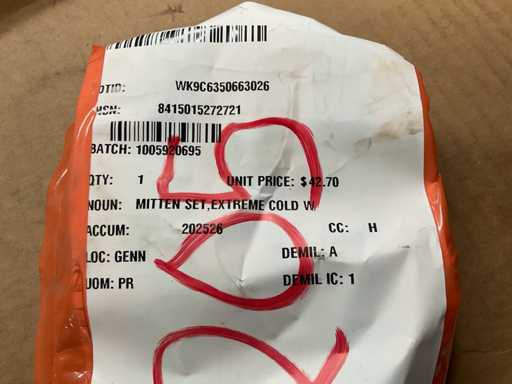 DTID: WK9C6350663026
NSN: 8415015272721
BATCH: 1005920695
QTY: 1 UNIT PRICE: $42.70
NOUN: MITTEN SET,EXTREME COLD W
ACCUM: 202526 CC: H
LOC: GENN DEMIL: A
UOM: PR DEMIL IC: 1